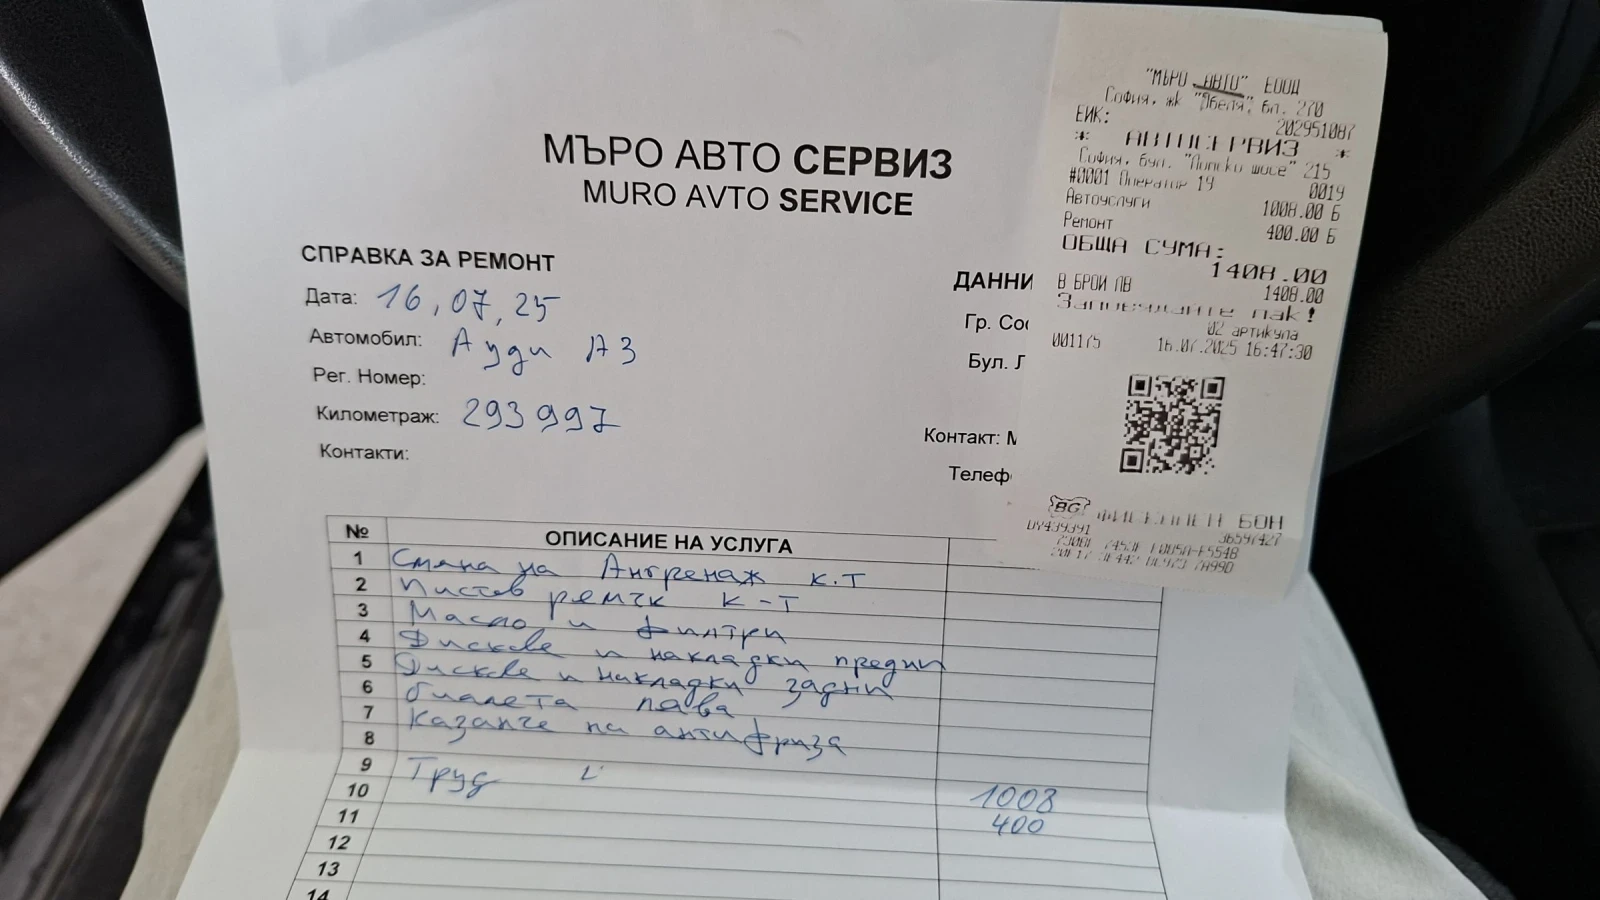 МЪРО АВТО СЕРВИЗ
MURO AVTO SERVICE
СПРАВКА ЗА РЕМОНТ
Дата: 16,07,25
Автомобил: Ауди А3
Рег. Номер:
Километраж: 293997
Контакти:
ДАННИ
Гр. Со
Бул.
Контакт:
Телеф
№ ОПИСАНИЕ НА УСЛУГА
1 Смяна на Ангренаж к.т
2 Пистов ремък к-т
3 Масло и филтри
4 Дискове и накладки предни
5 Дискове и накладки задни
6 биалета лява
7 Казанче на антифриза
8
9 Труд
10 1008
11 400
12
13
14
"МЪРО АВТО" ЕООД
София, жк "Обеля", бл. 270
ЕИК: 202951087
* АВТОСЕРВИЗ *
София, бул. "Ломско шосе" 215
#0001 Оператор 19 0019
Автоуслуги 1008.00 Б
Ремонт 400.00 Б
ОБЩА СУМА:
1408.00
В БРОИ ЛВ 1408.00
Заповядайте пак!
02 артикула
001175 16.07.2025 16:47:30
BG ФИСКАЛЕН БОН
DY439391 36597427